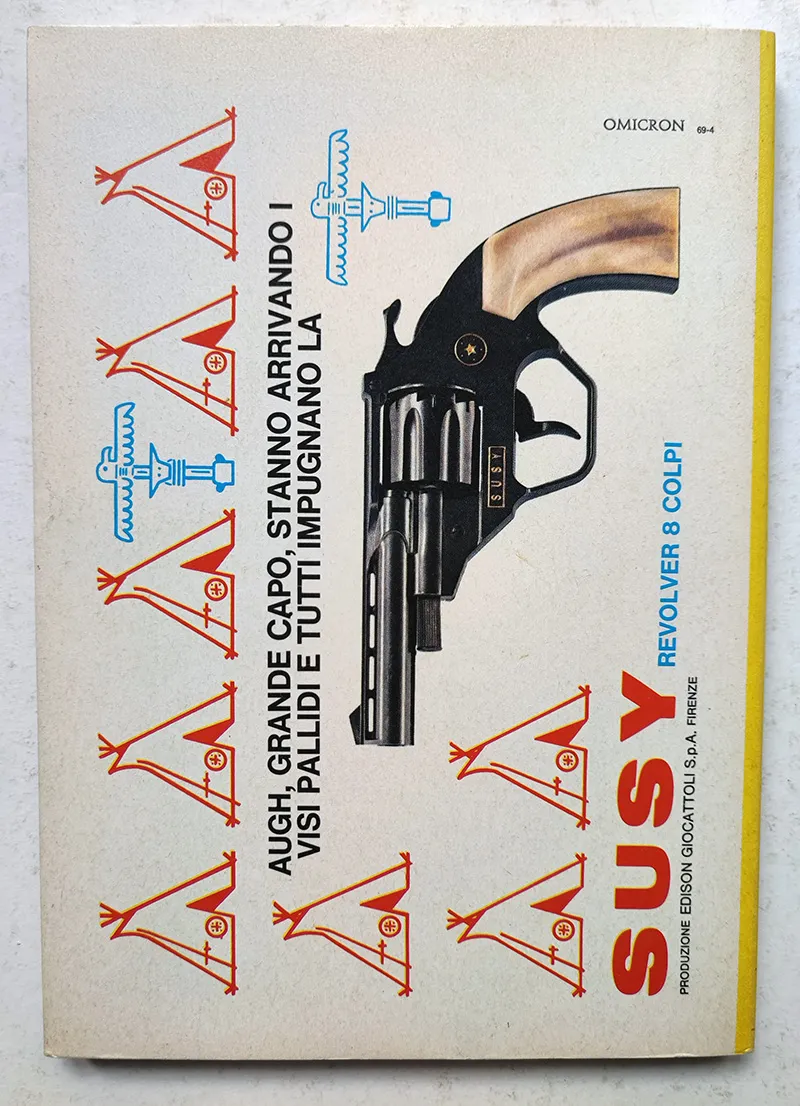 AUGH, GRANDE CAPO, STANNO ARRIVANDO I
VISI PALLIDI E TUTTI IMPUGNANO LA
SUSY
SUSY REVOLVER 8 COLPI
PRODUZIONE EDISON GIOCATTOLI S.p.A. FIRENZE
OMICRON 69-4